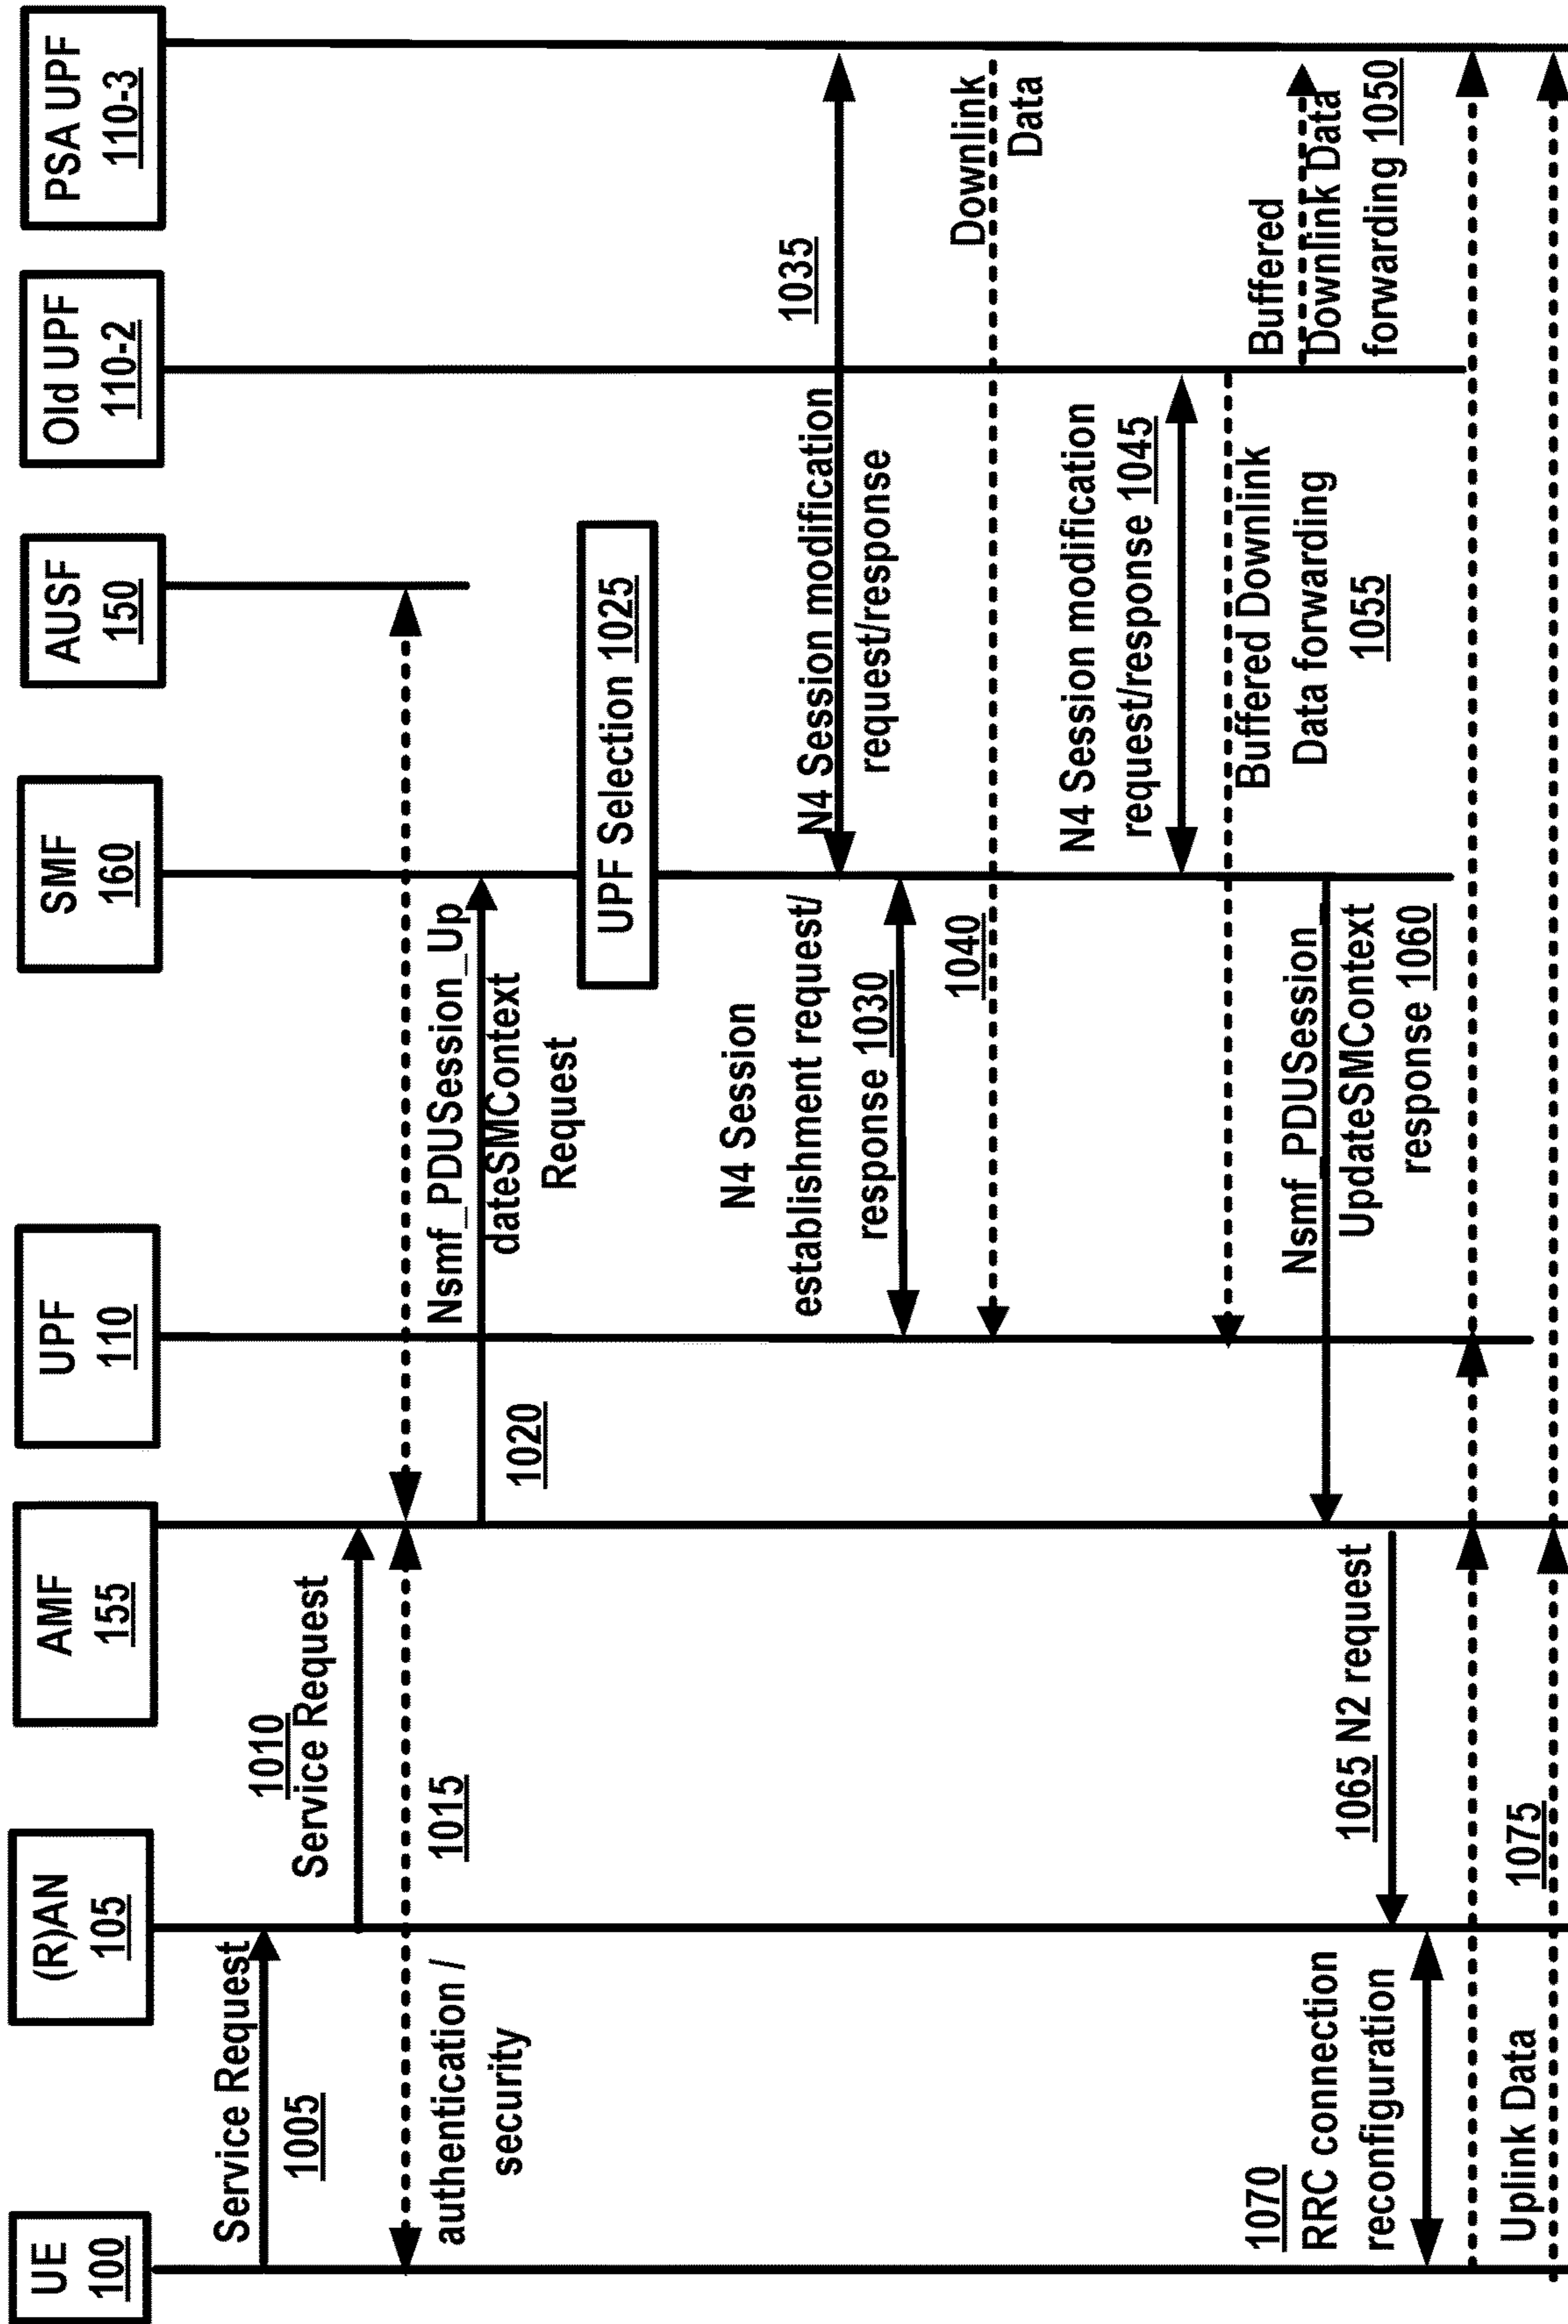 UE
100
(R)AN
105
AMF
155
UPF
110
SMF
160
AUSF
150
Old UPF
110-2
PSA UPF
110-3
Service Request
1005
1010
Service Request
authentication /
security
1015
Nsmf_PDUSession_Up
dateSMContext
Request
1020
UPF Selection 1025
N4 Session
establishment request/
response 1030
N4 Session modification
request/response
1035
1040
Downlink
Data
N4 Session modification
request/response 1045
Buffered
Downlink Data
forwarding 1050
Buffered Downlink
Data forwarding
1055
Nsmf_PDUSession_
UpdateSMContext
response 1060
1065 N2 request
1070
RRC connection
reconfiguration
Uplink Data
1075